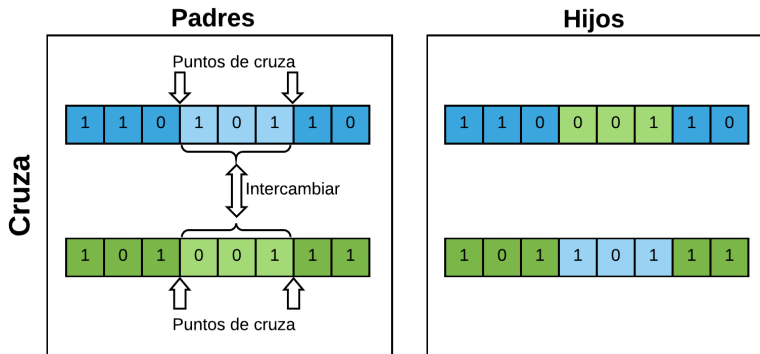 Padres
Hijos
Cruza
Puntos de cruza
1 1 0 1 0 1 1 0
1 1 0 0 0 1 1 0
Intercambiar
1 0 1 0 0 1 1 1
1 0 1 1 0 1 1 1
Puntos de cruza